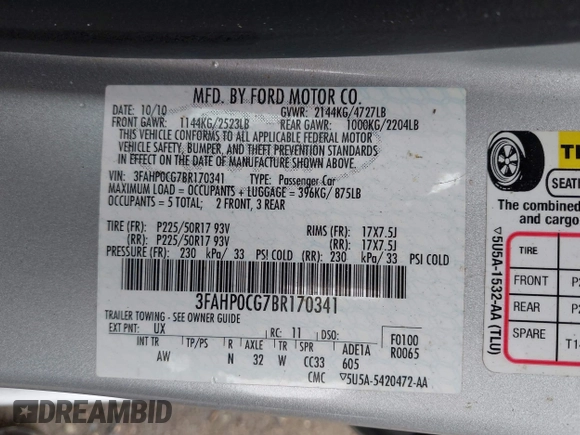 MFD. BY FORD MOTOR CO.
DATE: 10/10 GVWR: 2144KG/4727LB
FRONT GAWR: 1144KG/2523LB REAR GAWR: 1000KG/2204LB
THIS VEHICLE CONFORMS TO ALL APPLICABLE FEDERAL MOTOR
VEHICLE SAFETY, BUMPER, AND THEFT PREVENTION STANDARDS
IN EFFECT ON THE DATE OF MANUFACTURE SHOWN ABOVE.
VIN: 3FAHP0CG7BR170341 TYPE: Passenger Car
MAXIMUM LOAD = OCCUPANTS + LUGGAGE = 396KG/ 875LB
OCCUPANTS = 5 TOTAL; 2 FRONT, 3 REAR
TIRE (FR): P225/50R17 93V RIMS (FR): 17X7.5J
(RR): P225/50R17 93V (RR): 17X7.5J
PRESSURE (FR): 230 kPa/ 33 PSI COLD (RR): 230 kPa/ 33 PSI COLD
3FAHP0CG7BR170341
TRAILER TOWING - SEE OWNER GUIDE
EXT PNT: UX RC: 11 DSO: F0100
R0065
INT TR TP/PS R AXLE TR SPR ADE1A
AW N 32 W CC33 605
CMC ▽5U5A-5420472-AA
SEATI
The combined
and cargo
TIRE
FRONT P2
REAR P2
SPARE T1
▽5U5A-1532-AA (TLU)
DREAMBID